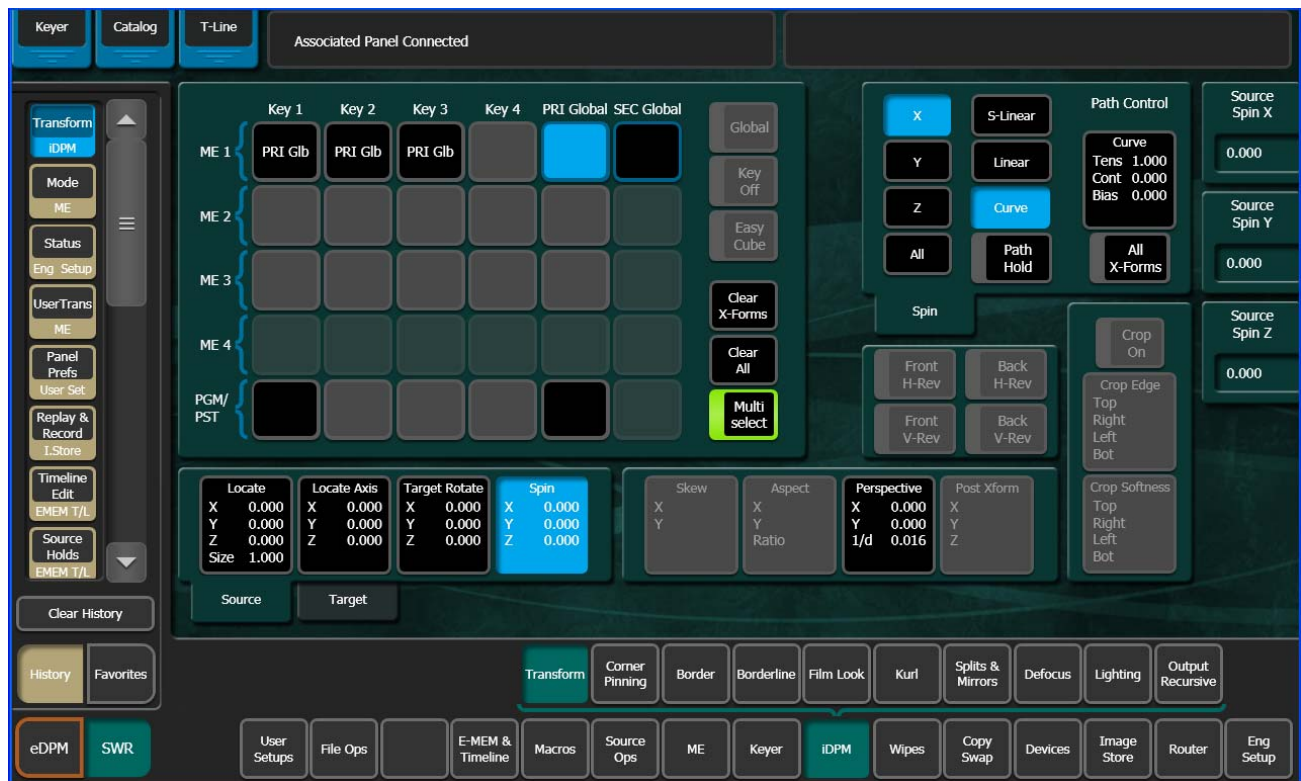 Keyer
Catalog
T-Line
Associated Panel Connected
Transform
iDPM
Mode
ME
Status
Eng Setup
UserTrans
ME
Panel
Prefs
User Set
Replay &
Record
I.Store
Timeline
Edit
EMEM T/L
Source
Holds
EMEM T/L
Clear History
History
Favorites
eDPM
SWR
Key 1 Key 2 Key 3 Key 4 PRI Global SEC Global
ME 1 PRI Glb PRI Glb PRI Glb
ME 2
ME 3
ME 4
PGM/
PST
Global
Key
Off
Easy
Cube
Clear
X-Forms
Clear
All
Multi
select
X
Y
Z
All
S-Linear
Linear
Curve
Path
Hold
Path Control
Curve
Tens 1.000
Cont 0.000
Bias 0.000
All
X-Forms
Spin
Source
Spin X
0.000
Source
Spin Y
0.000
Source
Spin Z
0.000
Front
H-Rev
Back
H-Rev
Front
V-Rev
Back
V-Rev
Crop
On
Crop Edge
Top
Right
Left
Bot
Crop Softness
Top
Right
Left
Bot
Locate
X 0.000
Y 0.000
Z 0.000
Size 1.000
Locate Axis
X 0.000
Y 0.000
Z 0.000
Target Rotate
X 0.000
Y 0.000
Z 0.000
Spin
X 0.000
Y 0.000
Z 0.000
Skew
X
Y
Aspect
X
Y
Ratio
Perspective
X 0.000
Y 0.000
1/d 0.016
Post Xform
X
Y
Z
Source
Target
Transform
Corner
Pinning
Border
Borderline
Film Look
Kurl
Splits &
Mirrors
Defocus
Lighting
Output
Recursive
User
Setups
File Ops
E-MEM &
Timeline
Macros
Source
Ops
ME
Keyer
iDPM
Wipes
Copy
Swap
Devices
Image
Store
Router
Eng
Setup